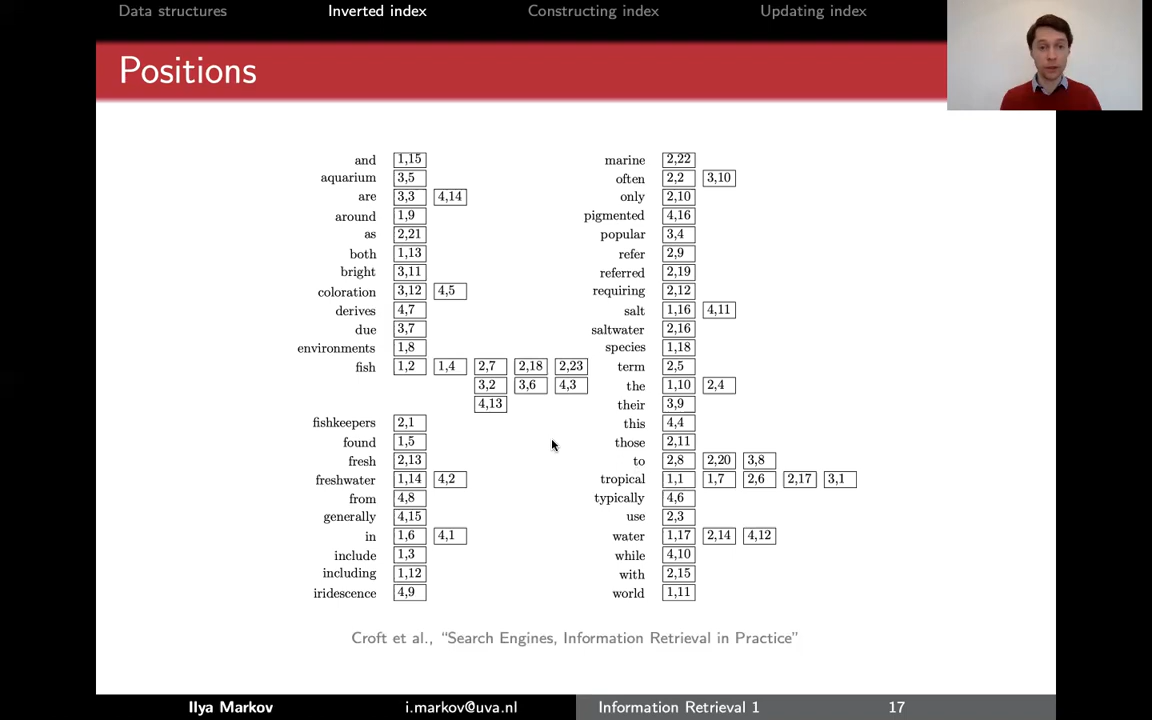 Data structures Inverted index Constructing index Updating index
Positions
and 1,15
aquarium 3,5
are 3,3 4,14
around 1,9
as 2,21
both 1,13
bright 3,11
coloration 3,12 4,5
derives 4,7
due 3,7
environments 1,8
fish 1,2 1,4 2,7 2,18 2,23
3,2 3,6 4,3
4,13
fishkeepers 2,1
found 1,5
fresh 2,13
freshwater 1,14 4,2
from 4,8
generally 4,15
in 1,6 4,1
include 1,3
including 1,12
iridescence 4,9
marine 2,22
often 2,2 3,10
only 2,10
pigmented 4,16
popular 3,4
refer 2,9
referred 2,19
requiring 2,12
salt 1,16 4,11
saltwater 2,16
species 1,18
term 2,5
the 1,10 2,4
their 3,9
this 4,4
those 2,11
to 2,8 2,20 3,8
tropical 1,1 1,7 2,6 2,17 3,1
typically 4,6
use 2,3
water 1,17 2,14 4,12
while 4,10
with 2,15
world 1,11
Croft et al., “Search Engines, Information Retrieval in Practice”
Ilya Markov i.markov@uva.nl Information Retrieval 1 17